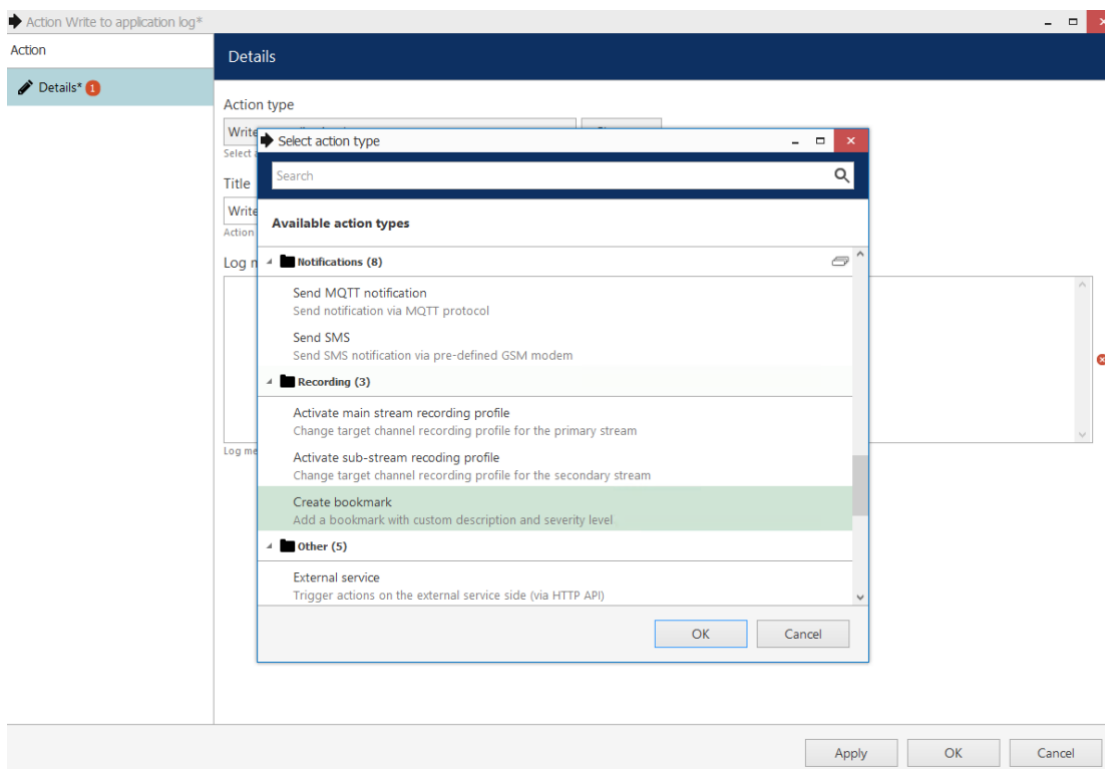 Action Write to application log*
Action
Details
Details* 1
Action type
Write
Select
Select action type
Search
Title
Write
Action
Available action types
Log m
Notifications (8)
Send MQTT notification
Send notification via MQTT protocol
Send SMS
Send SMS notification via pre-defined GSM modem
Recording (3)
Activate main stream recording profile
Change target channel recording profile for the primary stream
Log me
Activate sub-stream recoding profile
Change target channel recording profile for the secondary stream
Create bookmark
Add a bookmark with custom description and severity level
Other (5)
External service
Trigger actions on the external service side (via HTTP API)
OK Cancel
Apply OK Cancel